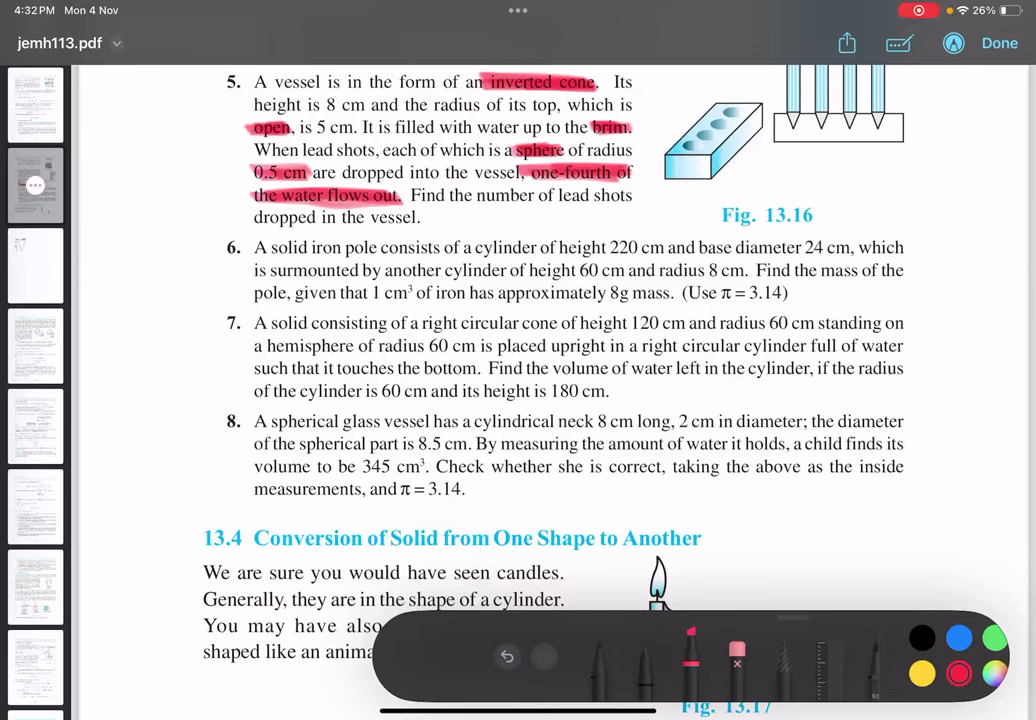 4:32 PM Mon 4 Nov
26%
jemh113.pdf
Done
5. A vessel is in the form of an inverted cone. Its
height is 8 cm and the radius of its top, which is
open, is 5 cm. It is filled with water up to the brim.
When lead shots, each of which is a sphere of radius
0.5 cm are dropped into the vessel, one-fourth of
the water flows out. Find the number of lead shots
dropped in the vessel.
Fig. 13.16
6. A solid iron pole consists of a cylinder of height 220 cm and base diameter 24 cm, which
is surmounted by another cylinder of height 60 cm and radius 8 cm. Find the mass of the
pole, given that 1 cm³ of iron has approximately 8g mass. (Use π = 3.14)
7. A solid consisting of a right circular cone of height 120 cm and radius 60 cm standing on
a hemisphere of radius 60 cm is placed upright in a right circular cylinder full of water
such that it touches the bottom. Find the volume of water left in the cylinder, if the radius
of the cylinder is 60 cm and its height is 180 cm.
8. A spherical glass vessel has a cylindrical neck 8 cm long, 2 cm in diameter; the diameter
of the spherical part is 8.5 cm. By measuring the amount of water it holds, a child finds its
volume to be 345 cm³. Check whether she is correct, taking the above as the inside
measurements, and π = 3.14.
13.4 Conversion of Solid from One Shape to Another
We are sure you would have seen candles.
Generally, they are in the shape of a cylinder.
You may have also
shaped like an anima
Fig. 13.17